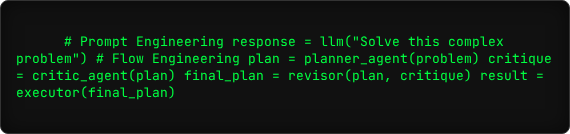 # Prompt Engineering response = llm("Solve this complex
problem") # Flow Engineering plan = planner_agent(problem) critique
= critic_agent(plan) final_plan = revisor(plan, critique) result =
executor(final_plan)